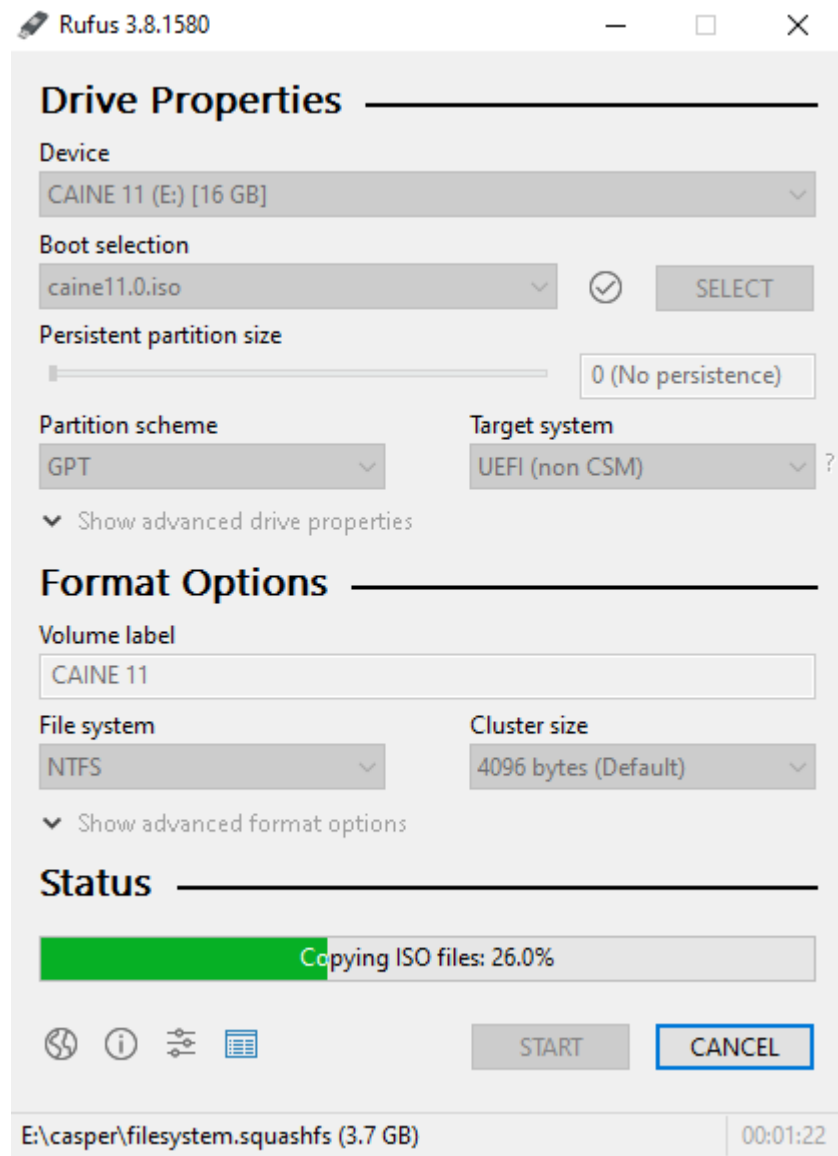 Rufus 3.8.1580
Drive Properties
Device
CAINE 11 (E:) [16 GB]
Boot selection
caine11.0.iso
SELECT
Persistent partition size
0 (No persistence)
Partition scheme
Target system
GPT
UEFI (non CSM)
?
Show advanced drive properties
Format Options
Volume label
CAINE 11
File system
Cluster size
NTFS
4096 bytes (Default)
Show advanced format options
Status
Copying ISO files: 26.0%
START
CANCEL
E:\casper\filesystem.squashfs (3.7 GB)
00:01:22